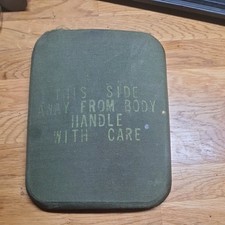 THIS SIDE
AWAY FROM BODY
HANDLE
WITH CARE